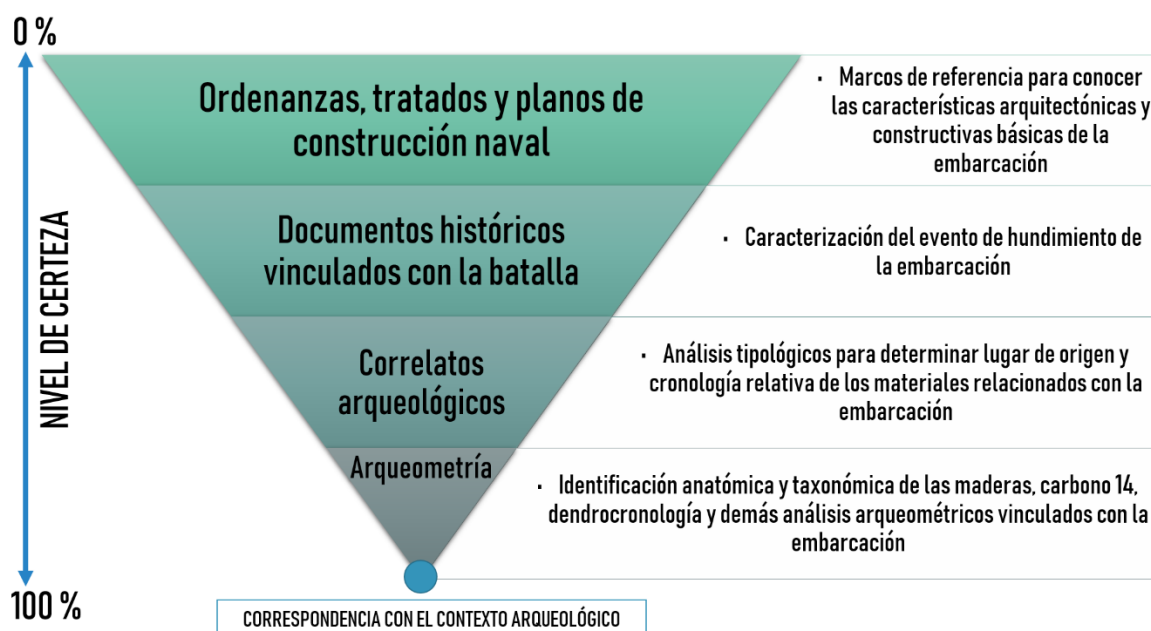 0 %
Ordenanzas, tratados y planos de
construcción naval
· Marcos de referencia para conocer
las características arquitectónicas y
constructivas básicas de la
embarcación
NIVEL DE CERTEZA
Documentos históricos
vinculados con la batalla
· Caracterización del evento de hundimiento de
la embarcación
Correlatos
arqueológicos
· Análisis tipológicos para determinar lugar de origen y
cronología relativa de los materiales relacionados con la
embarcación
Arqueometría
· Identificación anatómica y taxonómica de las maderas, carbono 14,
dendrocronología y demás análisis arqueométricos vinculados con la
embarcación
100 %
CORRESPONDENCIA CON EL CONTEXTO ARQUEOLÓGICO